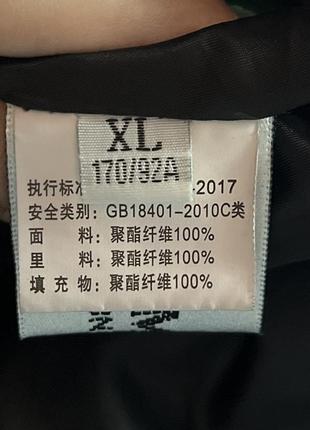 XL
170/92A
执行标准 -2017
安全类别：GB18401-2010C类
面 料：聚酯纤维100%
里 料：聚酯纤维100%
填 充 物：聚酯纤维100%